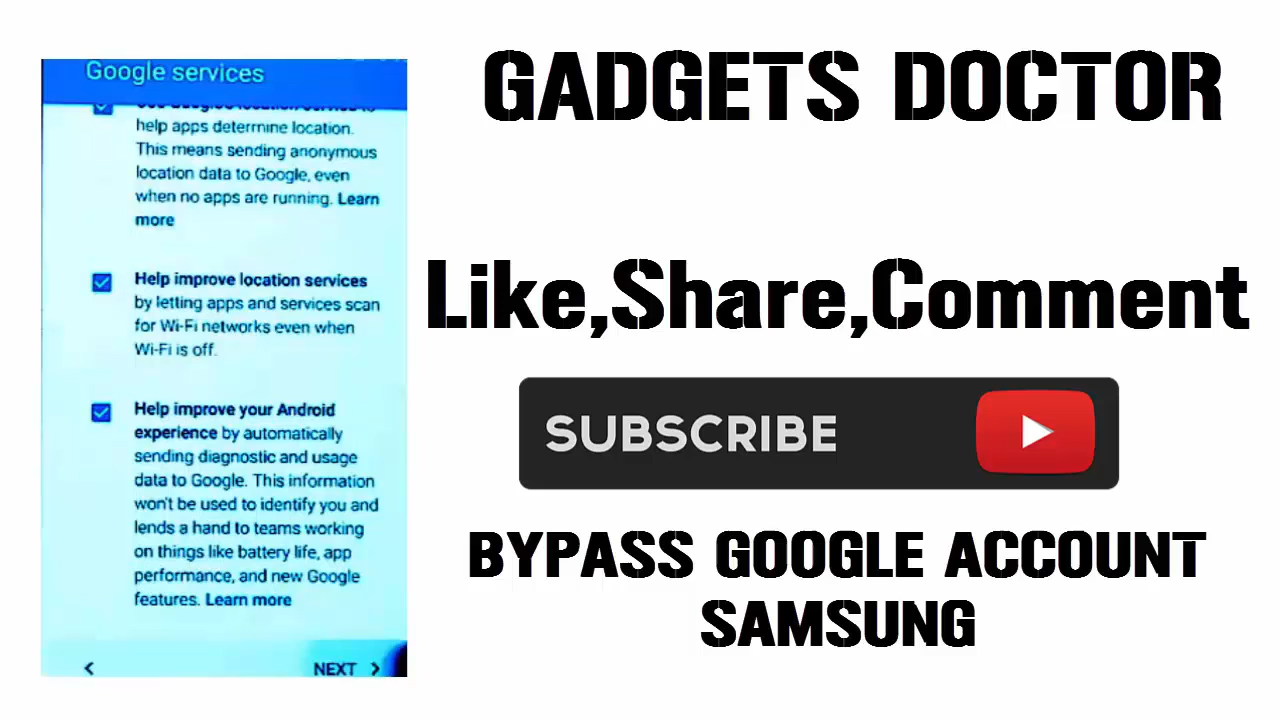 Google services
help apps determine location.
This means sending anonymous
location data to Google, even
when no apps are running. Learn
more
Help improve location services
by letting apps and services scan
for Wi-Fi networks even when
Wi-Fi is off.
Help improve your Android
experience by automatically
sending diagnostic and usage
data to Google. This information
won't be used to identify you and
lends a hand to teams working
on things like battery life, app
performance, and new Google
features. Learn more
NEXT
GADGETS DOCTOR
Like,Share,Comment
SUBSCRIBE
BYPASS GOOGLE ACCOUNT
SAMSUNG